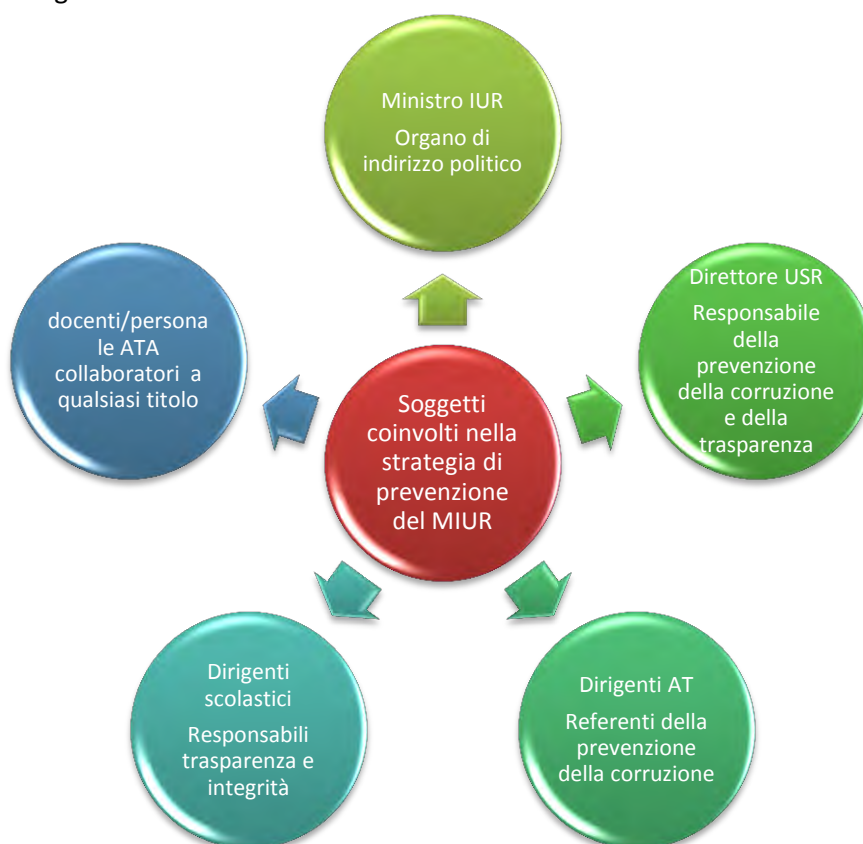 Ministro IUR
Organo di
indirizzo politico
Direttore USR
Responsabile
della
prevenzione
della corruzione
e della
trasparenza
docenti/persona
le ATA
collaboratori a
qualsiasi titolo
Soggetti
coinvolti nella
strategia di
prevenzione
del MIUR
Dirigenti
scolastici
Responsabili
trasparenza e
integrità
Dirigenti AT
Referenti della
prevenzione
della corruzione